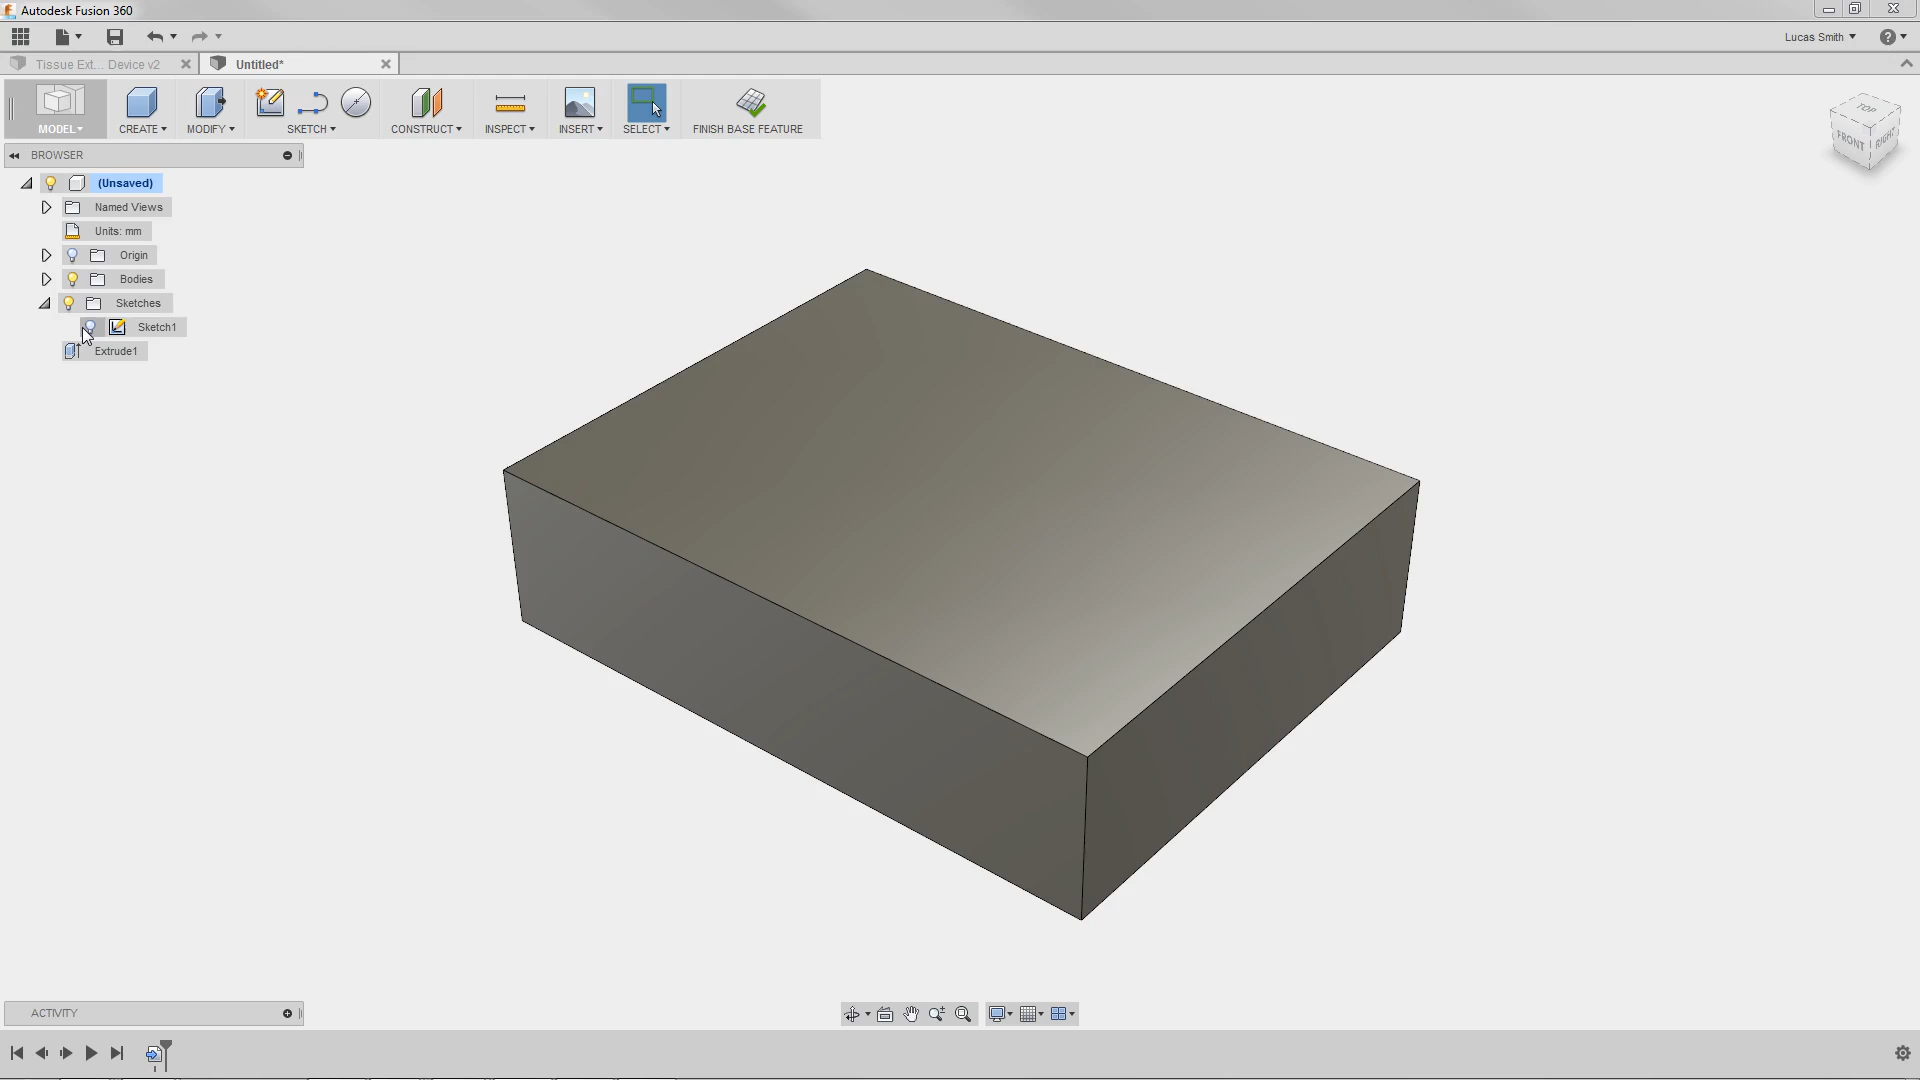 Autodesk Fusion 360
Lucas Smith
Tissue Ext... Device v2
Untitled*
MODEL
CREATE
MODIFY
SKETCH
CONSTRUCT
INSPECT
INSERT
SELECT
FINISH BASE FEATURE
TOP
FRONT
RIGHT
BROWSER
(Unsaved)
Named Views
Units: mm
Origin
Bodies
Sketches
Sketch1
Extrude1
ACTIVITY